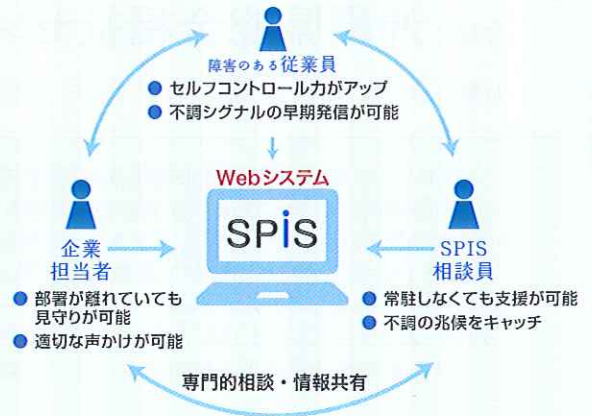 障害のある従業員
● セルフコントロール力がアップ
● 不調シグナルの早期発信が可能
Webシステム
SPiS
企業
担当者
● 部署が離れていても
見守りが可能
● 適切な声かけが可能
SPIS
相談員
● 常駐しなくても支援が可能
● 不調の兆候をキャッチ
専門的相談・情報共有